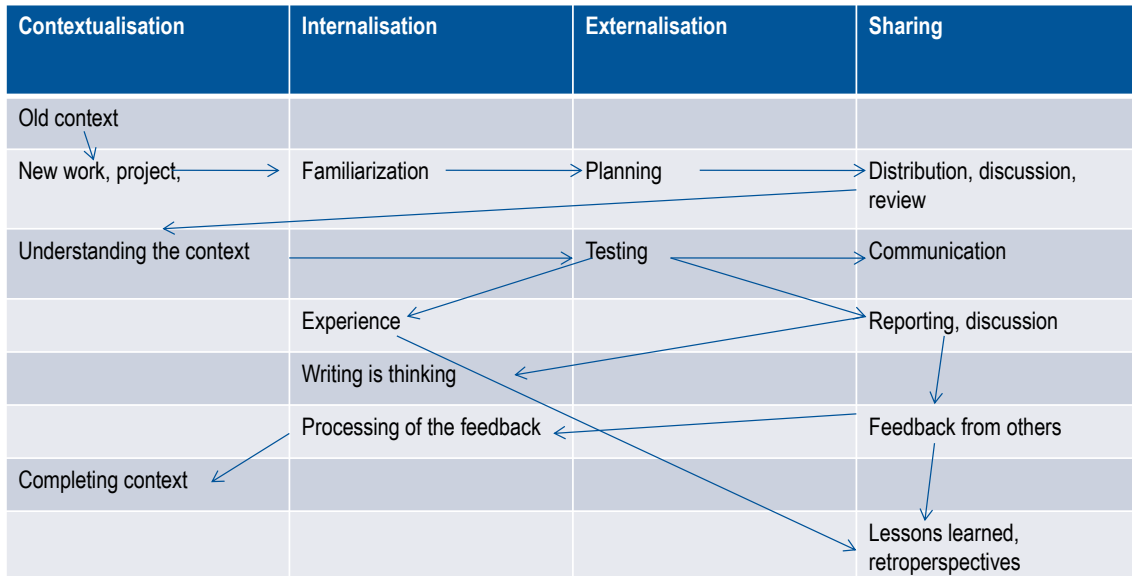 Contextualisation
Internalisation
Externalisation
Sharing
Old context
New work, project,
Familiarization
Planning
Distribution, discussion,
review
Understanding the context
Testing
Communication
Experience
Reporting, discussion
Writing is thinking
Processing of the feedback
Feedback from others
Completing context
Lessons learned,
retroperspectives